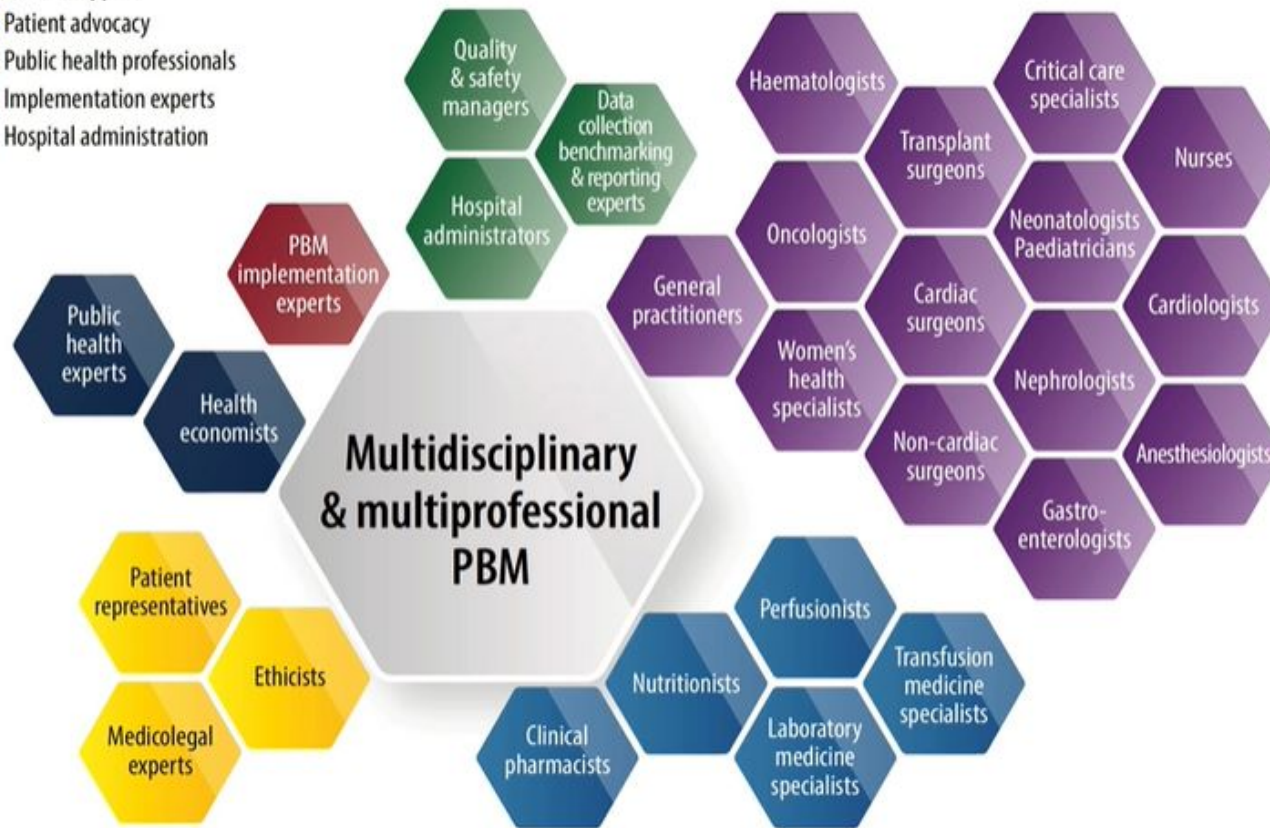 Patient advocacy
Public health professionals
Implementation experts
Hospital administration
Quality
& safety
managers
Data
collection
benchmarking
& reporting
experts
Hospital
administrators
PBM
implementation
experts
Public
health
experts
Health
economists
Multidisciplinary
& multiprofessional
PBM
Haematologists
Critical care
specialists
Transplant
surgeons
Nurses
Oncologists
Neonatologists
Paediatricians
General
practitioners
Cardiac
surgeons
Cardiologists
Women's
health
specialists
Nephrologists
Non-cardiac
surgeons
Anesthesiologists
Gastro-
enterologists
Patient
representatives
Ethicists
Medicolegal
experts
Perfusionists
Nutritionists
Transfusion
medicine
specialists
Clinical
pharmacists
Laboratory
medicine
specialists